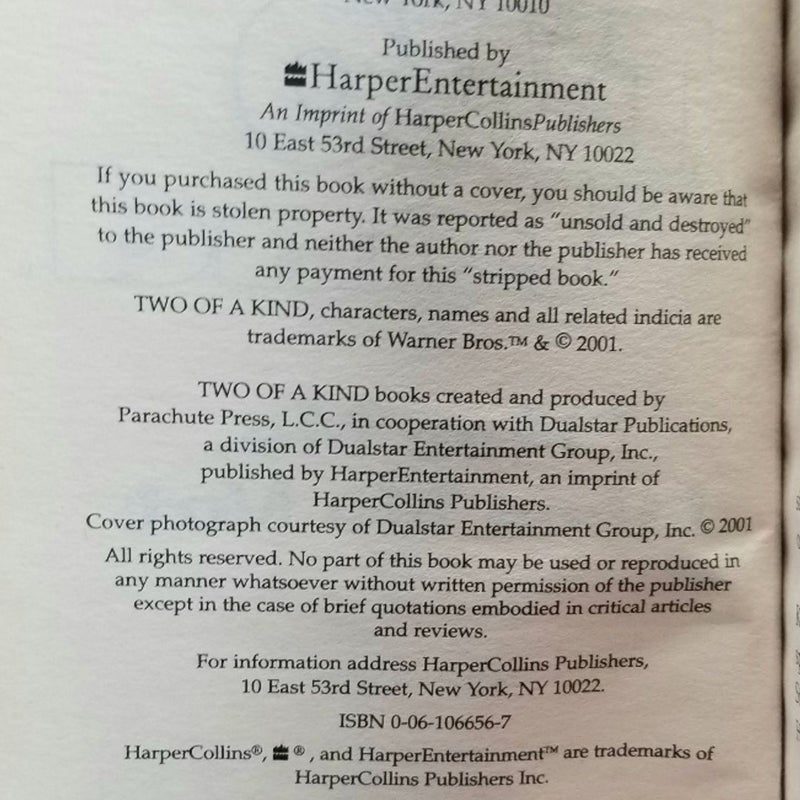 New York, NY 10010
Published by
HarperEntertainment
An Imprint of HarperCollinsPublishers
10 East 53rd Street, New York, NY 10022
If you purchased this book without a cover, you should be aware that
this book is stolen property. It was reported as "unsold and destroyed"
to the publisher and neither the author nor the publisher has received
any payment for this "stripped book."
TWO OF A KIND, characters, names and all related indicia are
trademarks of Warner Bros.™ & © 2001.
TWO OF A KIND books created and produced by
Parachute Press, L.C.C., in cooperation with Dualstar Publications,
a division of Dualstar Entertainment Group, Inc.,
published by HarperEntertainment, an imprint of
HarperCollins Publishers.
Cover photograph courtesy of Dualstar Entertainment Group, Inc. © 2001
All rights reserved. No part of this book may be used or reproduced in
any manner whatsoever without written permission of the publisher
except in the case of brief quotations embodied in critical articles
and reviews.
For information address HarperCollins Publishers,
10 East 53rd Street, New York, NY 10022.
ISBN 0-06-106656-7
HarperCollins®, ®, and HarperEntertainment™ are trademarks of
HarperCollins Publishers Inc.